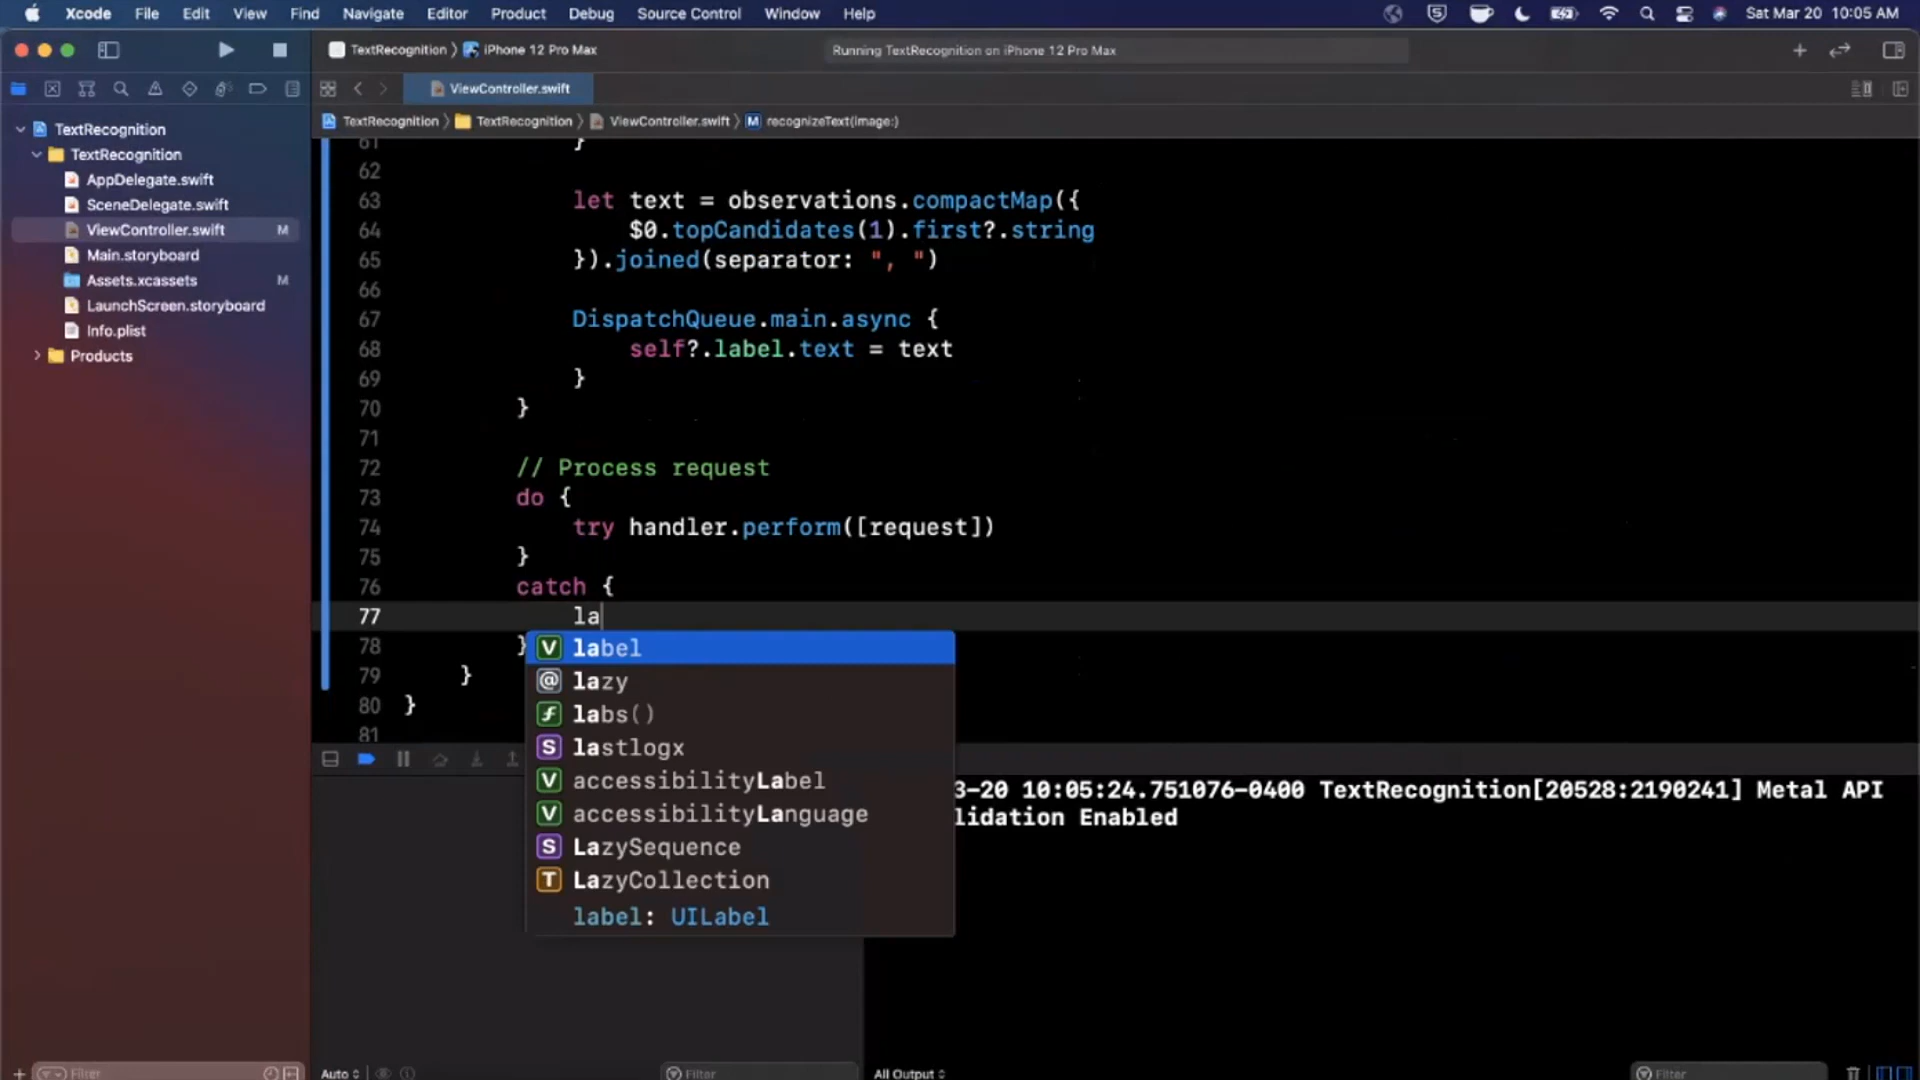 Xcode File Edit View Find Navigate Editor Product Debug Source Control Window Help Sat Mar 20 10:05 AM
TextRecognition 〉 iPhone 12 Pro Max Running TextRecognition on iPhone 12 Pro Max
ViewController.swift
TextRecognition 〉 TextRecognition 〉 ViewController.swift 〉 M recognizeText(image:)
TextRecognition
TextRecognition
AppDelegate.swift
SceneDelegate.swift
ViewController.swift M
Main.storyboard
Assets.xcassets M
LaunchScreen.storyboard
Info.plist
Products
61 }
62
63 let text = observations.compactMap({
64 $0.topCandidates(1).first?.string
65 }).joined(separator: ", ")
66
67 DispatchQueue.main.async {
68 self?.label.text = text
69 }
70 }
71
72 // Process request
73 do {
74 try handler.perform([request])
75 }
76 catch {
77 la
78 }
79 }
80 }
81
V label
@ lazy
f labs()
S lastlogx
V accessibilityLabel
V accessibilityLanguage
S LazySequence
T LazyCollection
label: UILabel
3-20 10:05:24.751076-0400 TextRecognition[20528:2190241] Metal API
lidation Enabled
Filter
Auto
Filter
All Output
Filter